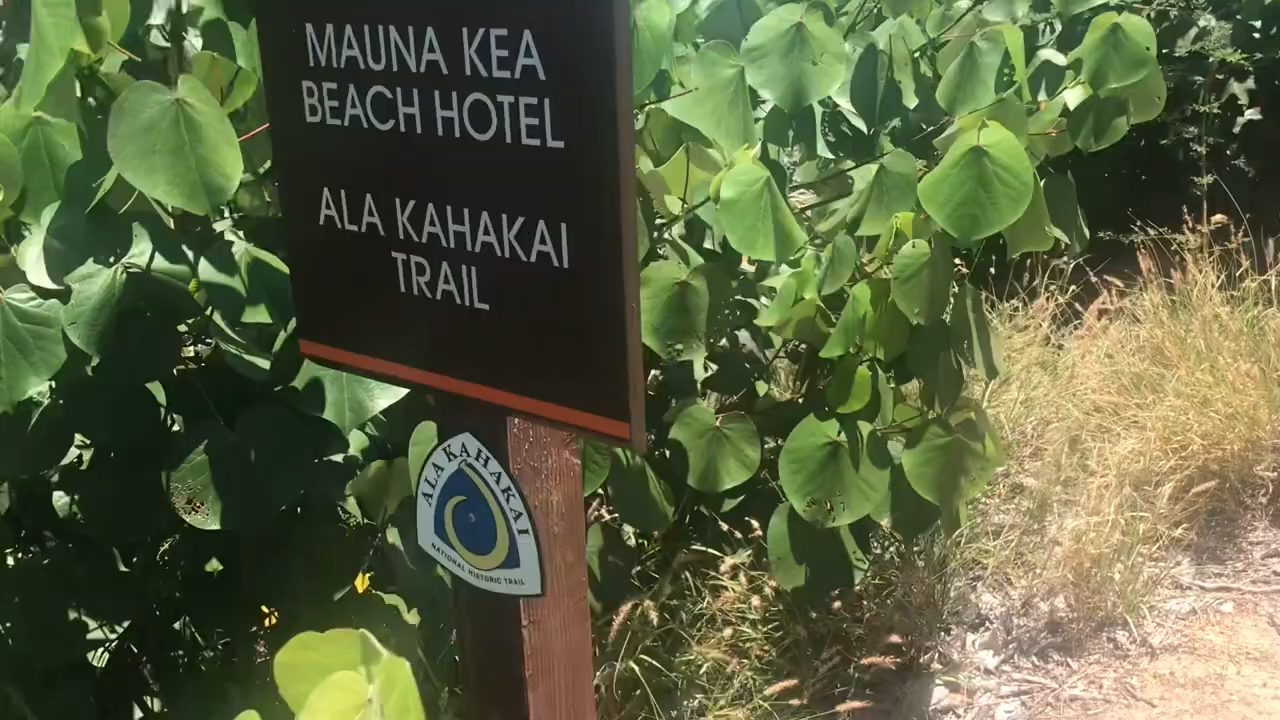 MAUNA KEA
BEACH HOTEL
ALA KAHAKAI
TRAIL
ALA KAHAKAI
NATIONAL HISTORIC TRAIL